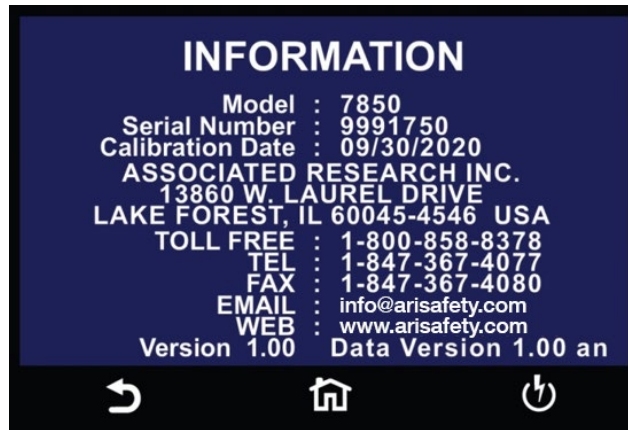 INFORMATION
Model : 7850
Serial Number : 9991750
Calibration Date : 09/30/2020
ASSOCIATED RESEARCH INC.
13860 W. LAUREL DRIVE
LAKE FOREST, IL 60045-4546 USA
TOLL FREE : 1-800-858-8378
TEL : 1-847-367-4077
FAX : 1-847-367-4080
EMAIL : info@arisafety.com
WEB : www.arisafety.com
Version 1.00 Data Version 1.00 an